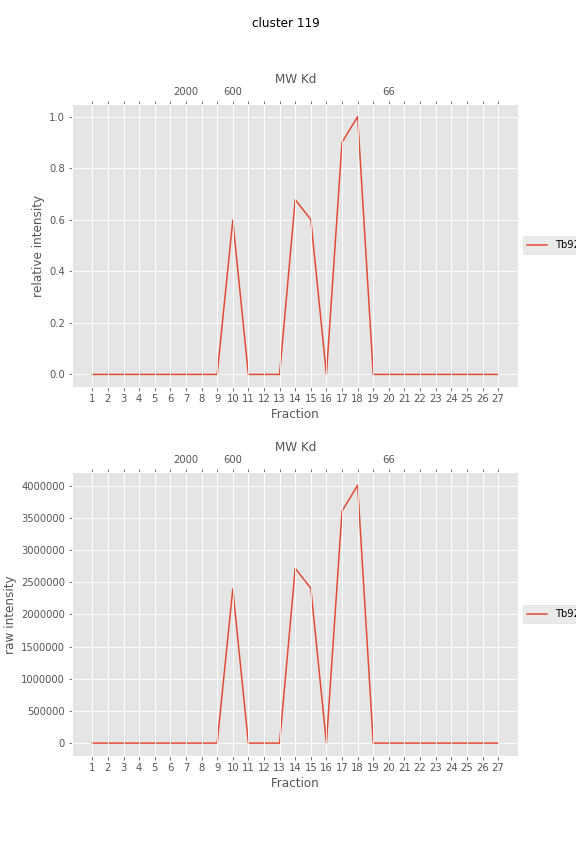 cluster 119
MW Kd
2000 600 66
1.0
0.8
0.6
0.4
0.2
0.0
relative intensity
Tb92
1 2 3 4 5 6 7 8 9 10 11 12 13 14 15 16 17 18 19 20 21 22 23 24 25 26 27
Fraction
MW Kd
2000 600 66
4000000
3500000
3000000
2500000
2000000
1500000
1000000
500000
0
raw intensity
Tb92
1 2 3 4 5 6 7 8 9 10 11 12 13 14 15 16 17 18 19 20 21 22 23 24 25 26 27
Fraction